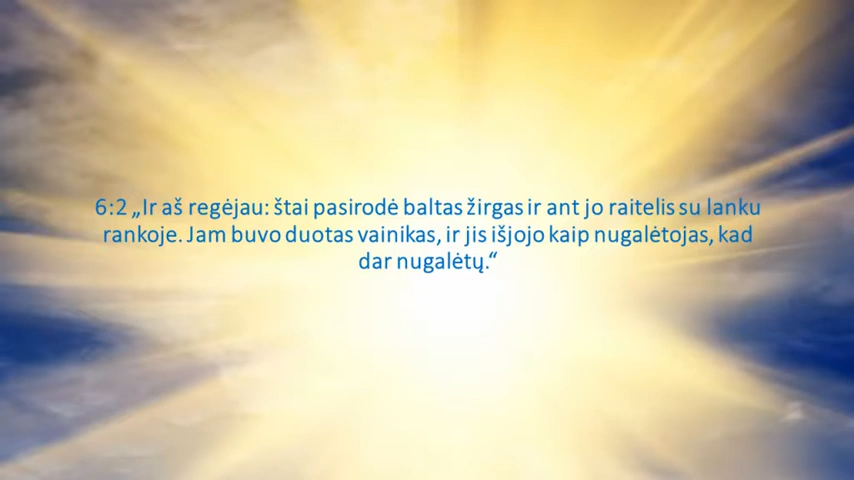 6:2 „Ir aš regėjau: štai pasirodė baltas žirgas ir ant jo raitelis su lanku
rankoje. Jam buvo duotas vainikas, ir jis išjojo kaip nugalėtojas, kad
dar nugalėtų.“